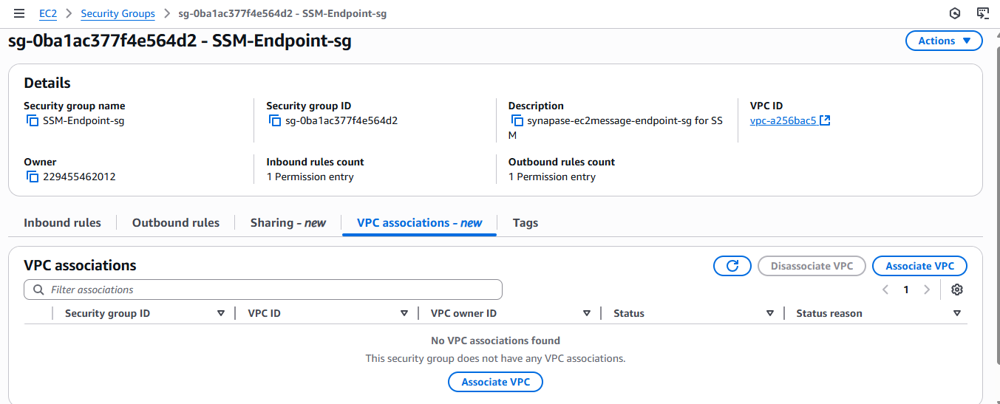 EC2 > Security Groups > sg-0ba1ac377f4e564d2 - SSM-Endpoint-sg
sg-0ba1ac377f4e564d2 - SSM-Endpoint-sg
Actions
Details
Security group name
SSM-Endpoint-sg
Security group ID
sg-0ba1ac377f4e564d2
Description
synapase-ec2message-endpoint-sg for SS
M
VPC ID
vpc-a256bac5
Owner
229455462012
Inbound rules count
1 Permission entry
Outbound rules count
1 Permission entry
Inbound rules
Outbound rules
Sharing - new
VPC associations - new
Tags
VPC associations
Disassociate VPC
Associate VPC
Filter associations
1
Security group ID
VPC ID
VPC owner ID
Status
Status reason
No VPC associations found
This security group does not have any VPC associations.
Associate VPC